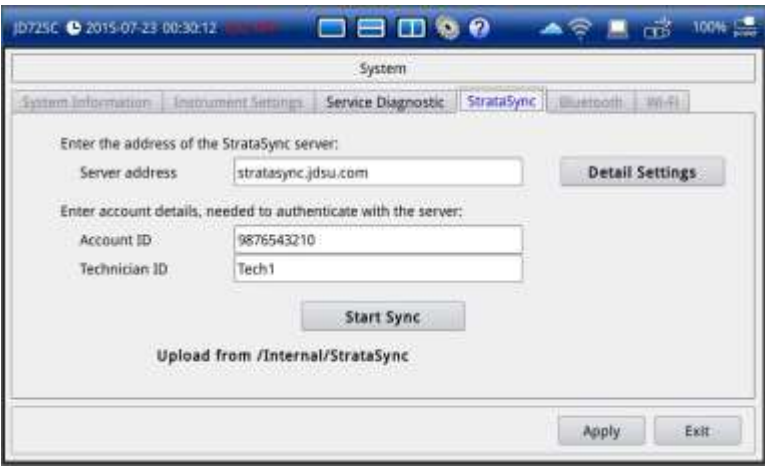 JD725C 2015-07-23 00:30:12 100%
System
System Information Instrument Settings Service Diagnostic StrataSync Bluetooth Wi-Fi
Enter the address of the StrataSync server:
Server address stratasync.jdsu.com Detail Settings
Enter account details, needed to authenticate with the server:
Account ID 9876543210
Technician ID Tech1
Start Sync
Upload from /Internal/StrataSync
Apply Exit